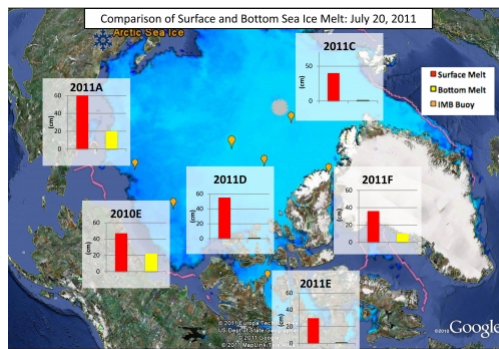 Comparison of Surface and Bottom Sea Ice Melt: July 20, 2011
Arctic Sea Ice
2011C
50
(cm)
0
Surface Melt
Bottom Melt
IMB Buoy
2011A
60
40
20
0
(cm)
2011D
60
40
20
0
(cm)
2011F
60
40
20
0
(cm)
2010E
60
40
20
0
(cm)
2011E
60
40
20
0
(cm)
©2010 Google